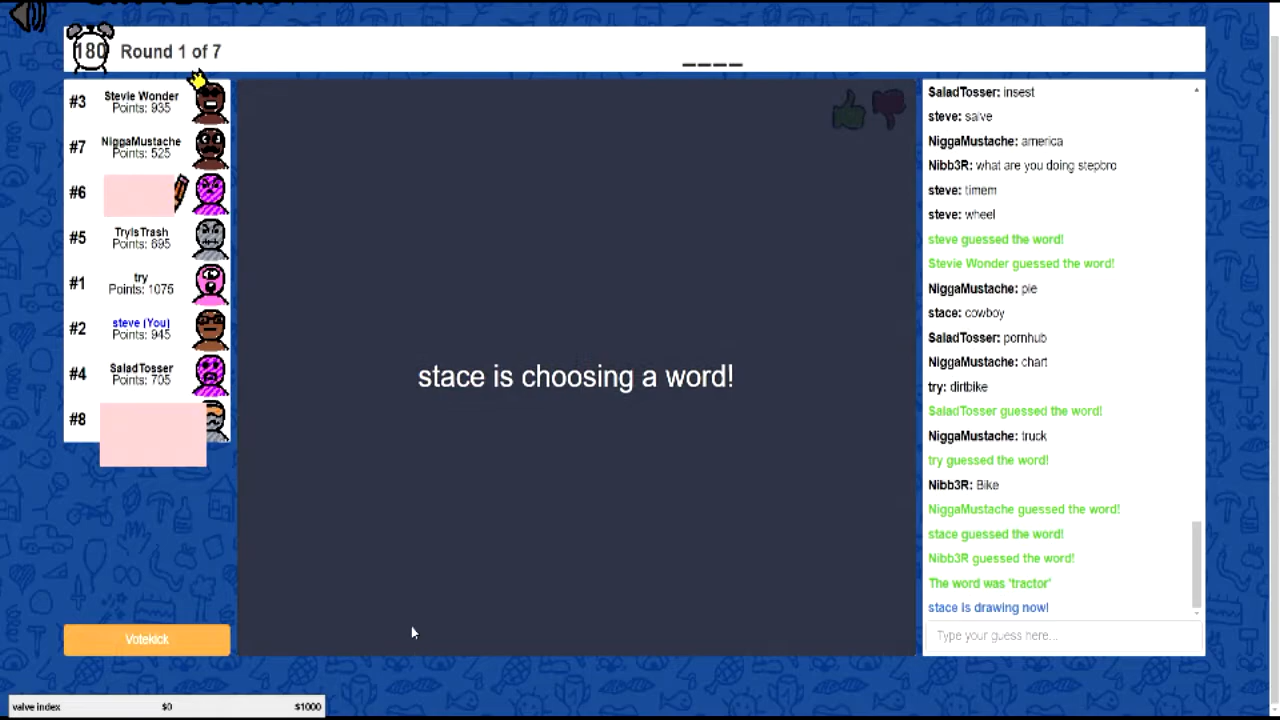 180 Round 1 of 7
____
#3 Stevie Wonder
Points: 935
#7 NiggaMustache
Points: 525
#6
#5 TryIsTrash
Points: 695
#1 try
Points: 1075
#2 steve (You)
Points: 945
#4 SaladTosser
Points: 705
#8
Votekick
stace is choosing a word!
SaladTosser: insest
steve: salve
NiggaMustache: america
Nibb3R: what are you doing stepbro
steve: timem
steve: wheel
steve guessed the word!
Stevie Wonder guessed the word!
NiggaMustache: pie
stace: cowboy
SaladTosser: pornhub
NiggaMustache: chart
try: dirtbike
SaladTosser guessed the word!
NiggaMustache: truck
try guessed the word!
Nibb3R: Bike
NiggaMustache guessed the word!
stace guessed the word!
Nibb3R guessed the word!
The word was 'tractor'
stace is drawing now!
Type your guess here...
valve index $0 $1000